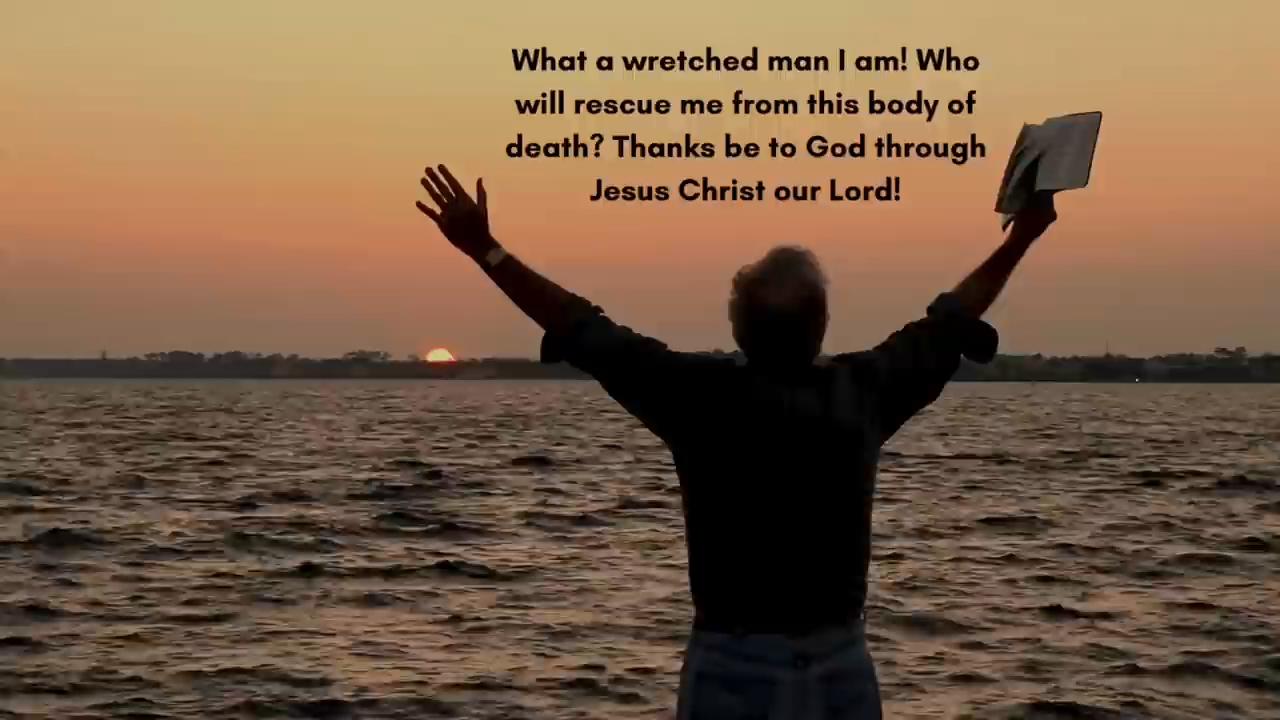 What a wretched man I am! Who
will rescue me from this body of
death? Thanks be to God through
Jesus Christ our Lord!